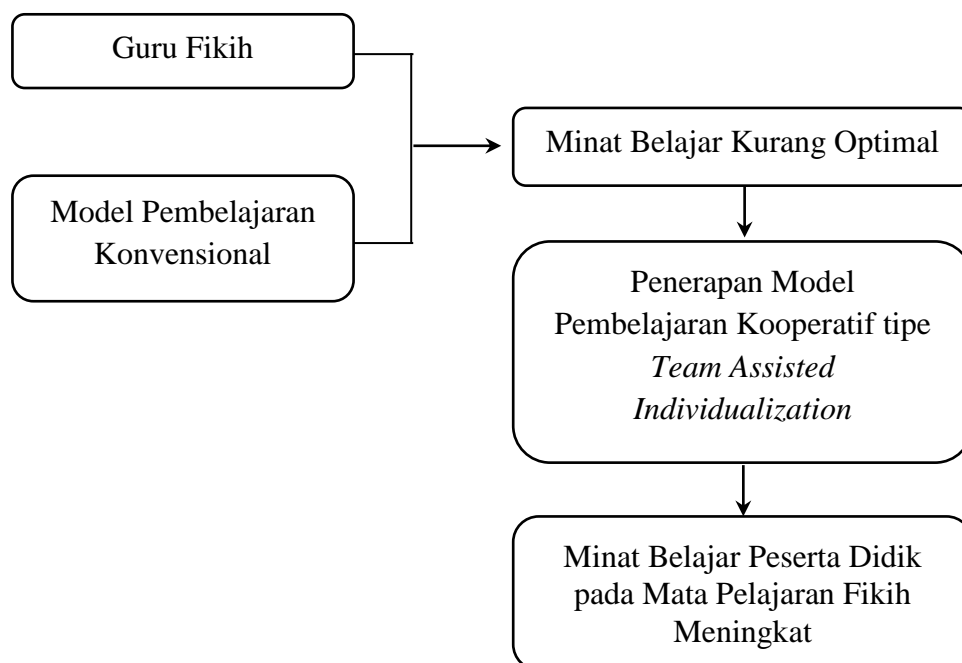 Guru Fikih
Model Pembelajaran
Konvensional
Minat Belajar Kurang Optimal
Penerapan Model
Pembelajaran Kooperatif tipe
Team Assisted
Individualization
Minat Belajar Peserta Didik
pada Mata Pelajaran Fikih
Meningkat